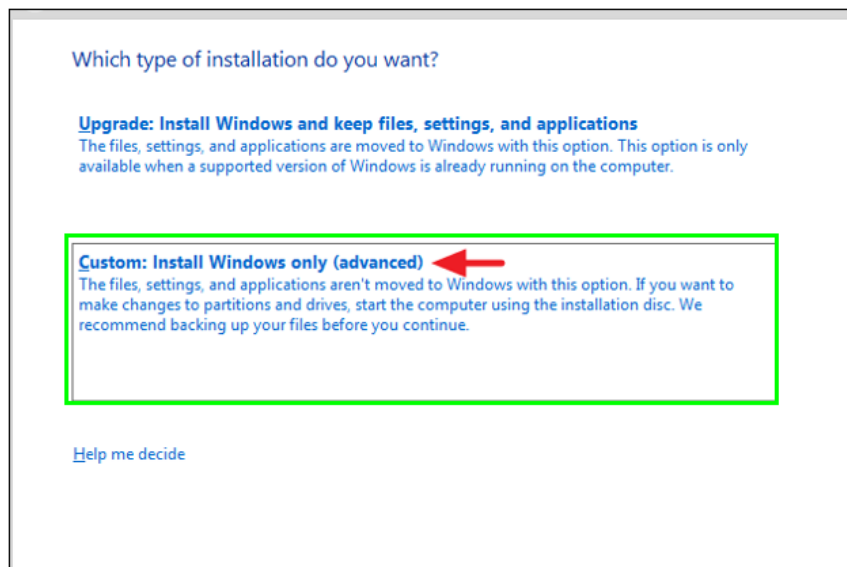 Which type of installation do you want?
Upgrade: Install Windows and keep files, settings, and applications
The files, settings, and applications are moved to Windows with this option. This option is only
available when a supported version of Windows is already running on the computer.
Custom: Install Windows only (advanced)
The files, settings, and applications aren't moved to Windows with this option. If you want to
make changes to partitions and drives, start the computer using the installation disc. We
recommend backing up your files before you continue.
Help me decide